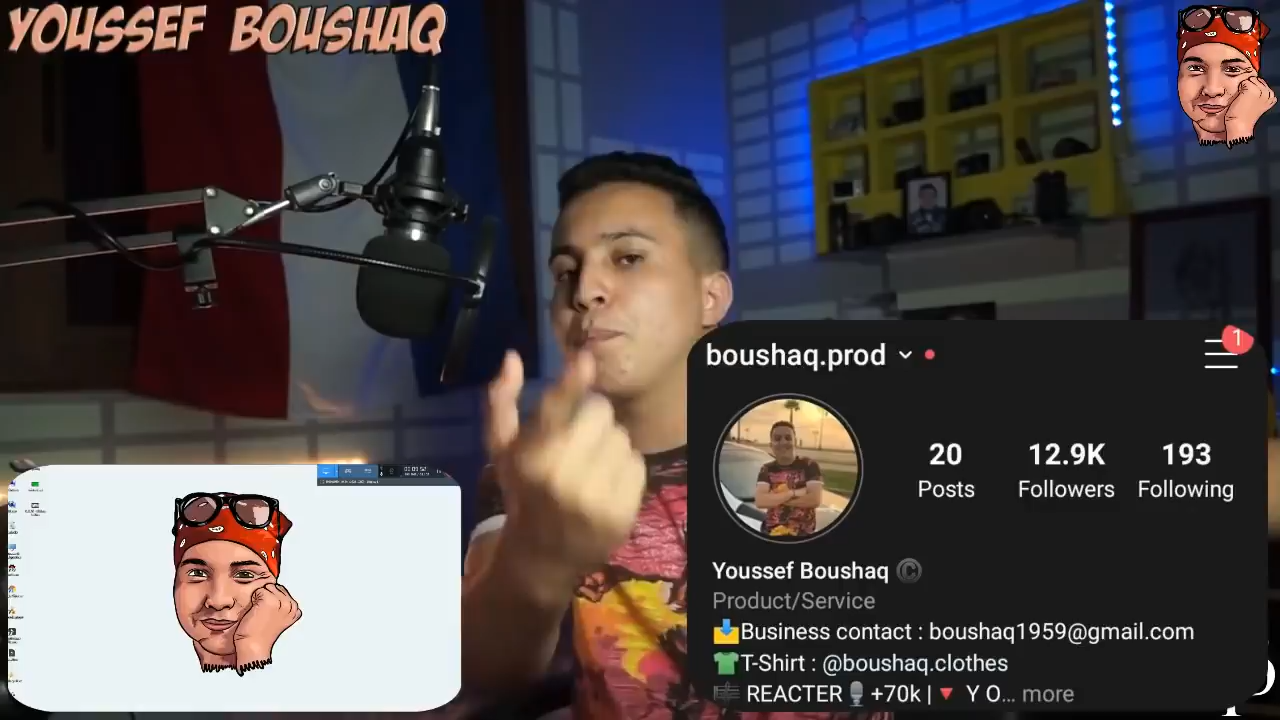 YOUSSEF BOUSHAQ
boushaq.prod
1
20
12.9K
193
Posts
Followers
Following
Youssef Boushaq ©
Product/Service
Business contact : boushaq1959@gmail.com
T-Shirt : @boushaq.clothes
REACTER +70k | Y O... more